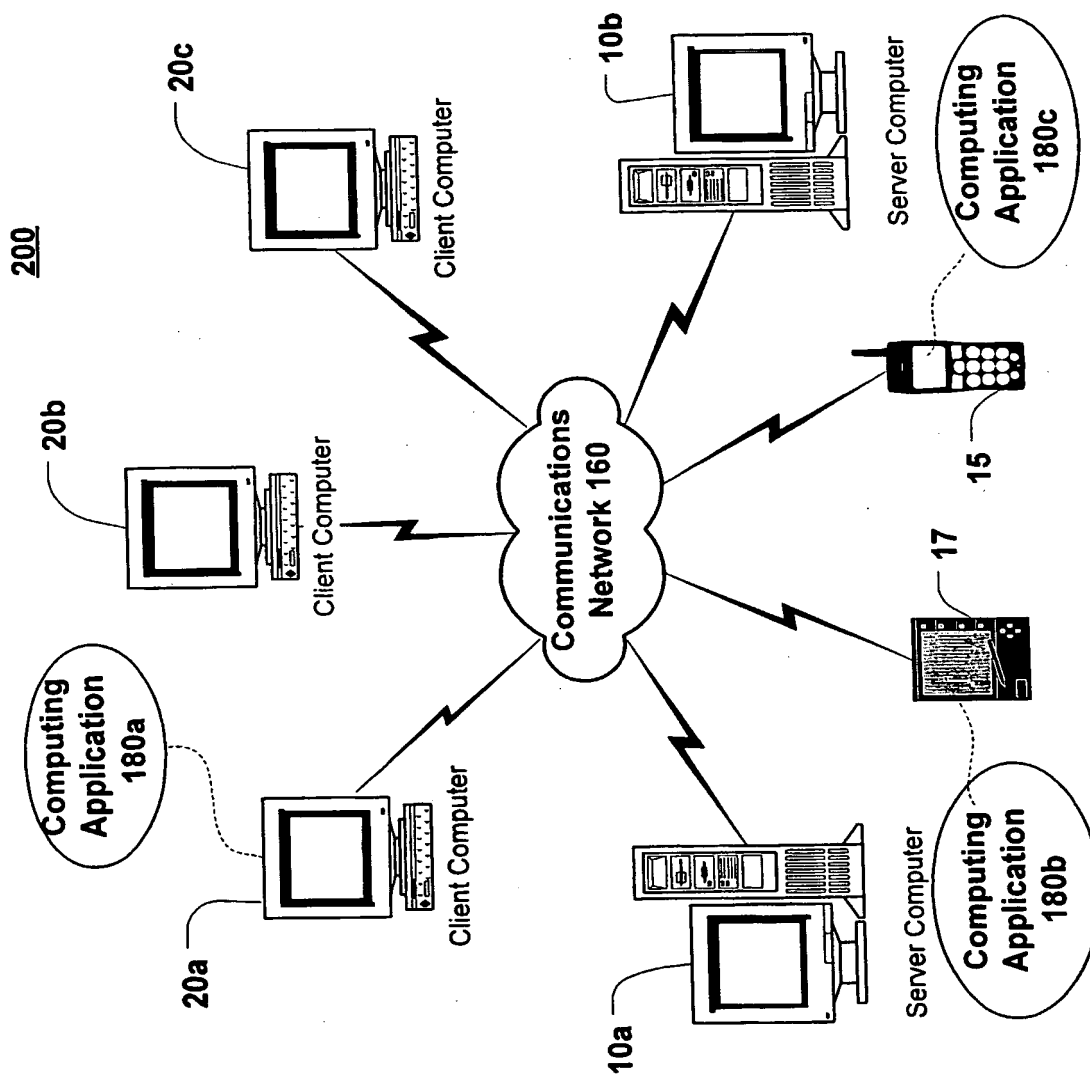 200
20a
20b
20c
Computing
Application
180a
Client Computer
Client Computer
Client Computer
Communications
Network 160
10a
Server Computer
Computing
Application
180b
17
15
10b
Server Computer
Computing
Application
180c